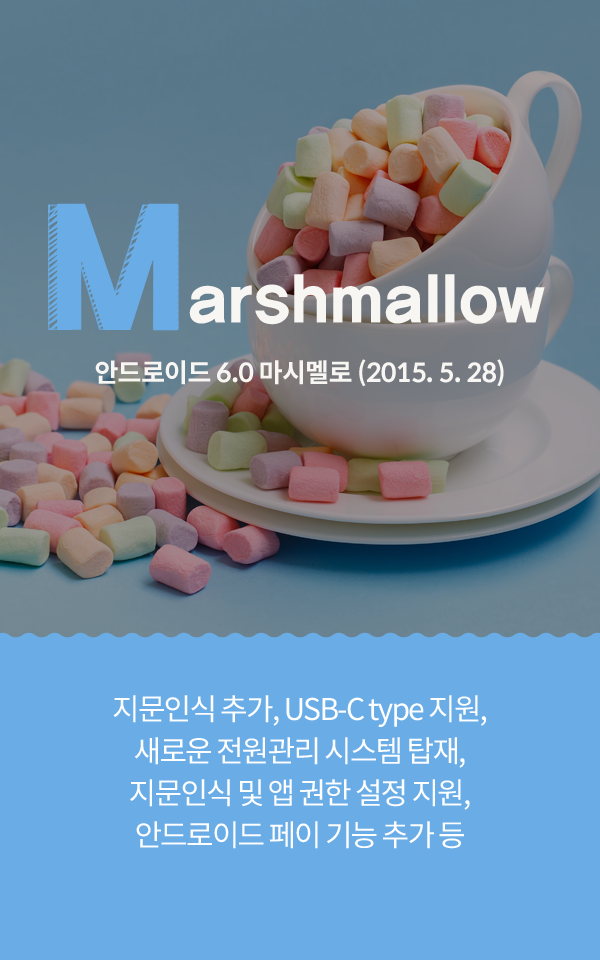 Marshmallow
안드로이드 6.0 마시멜로 (2015. 5. 28)
지문인식 추가, USB-C type 지원,
새로운 전원관리 시스템 탑재,
지문인식 및 앱 권한 설정 지원,
안드로이드 페이 기능 추가 등